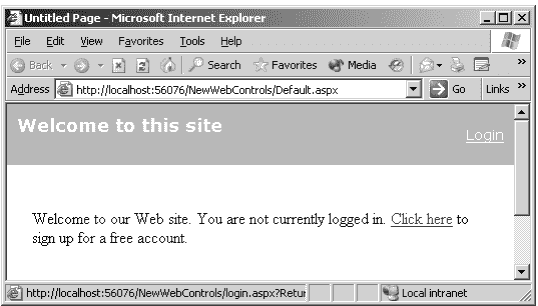 Untitled Page - Microsoft Internet Explorer
File Edit View Favorites Tools Help
Back Search Favorites Media »
Address http://localhost:56076/NewWebControls/Default.aspx Go Links »
Welcome to this site
Login
Welcome to our Web site. You are not currently logged in. Click here to
sign up for a free account.
http://localhost:56076/NewWebControls/login.aspx?Retur Local intranet